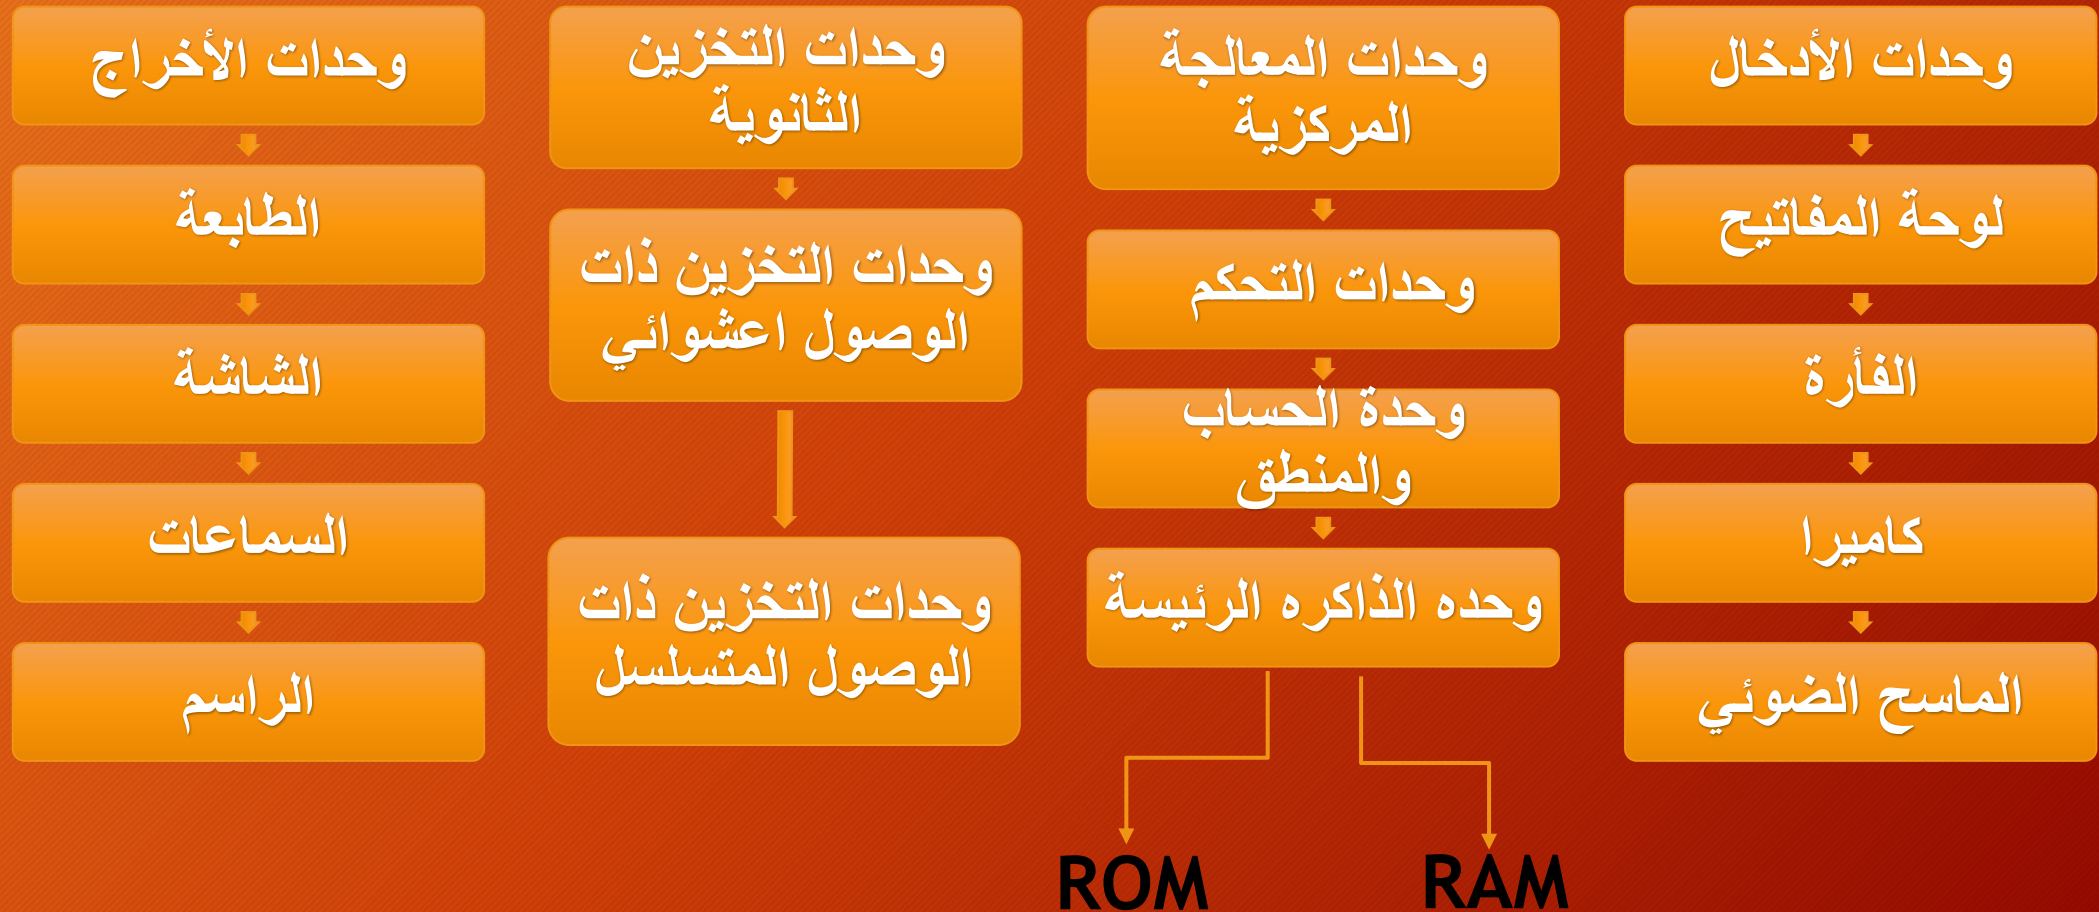 وحدات الأدخال
لوحة المفاتيح
الفأرة
كاميرا
الماسح الضوئي
وحدات المعالجة
المركزية
وحدات التحكم
وحدة الحساب
والمنطق
وحده الذاكره الرئيسة
RAM
ROM
وحدات التخزين
الثانوية
وحدات التخزين ذات
الوصول اعشوائي
وحدات التخزين ذات
الوصول المتسلسل
وحدات الأخراج
الطابعة
الشاشة
السماعات
الراسم